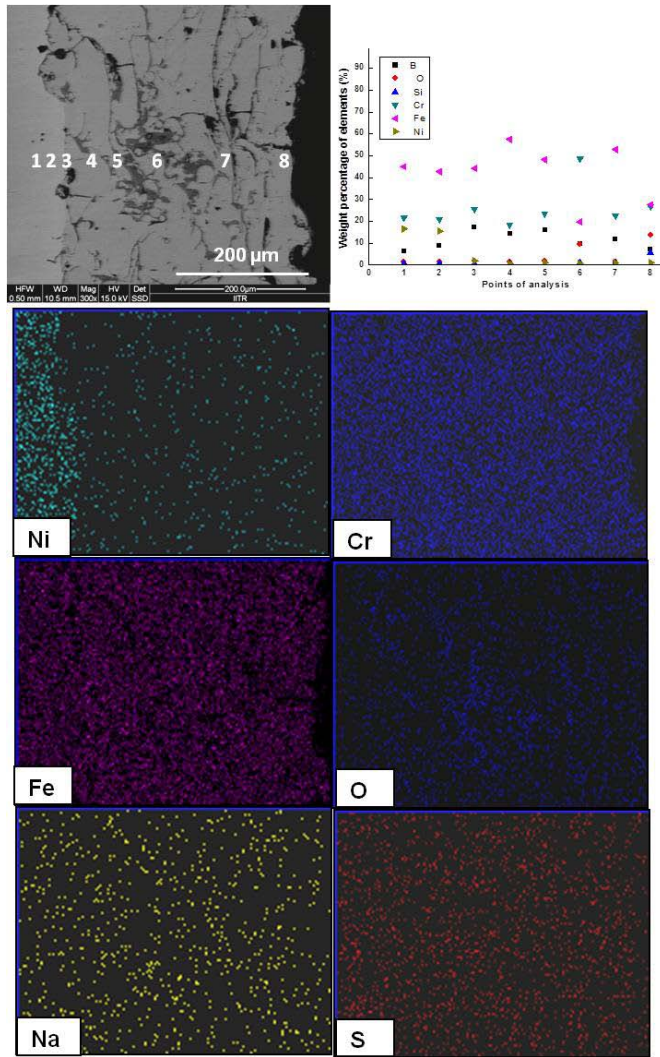 1 2 3 4 5 6 7 8
200 µm
HFW WD Mag HV Det
0.50 mm 10.5 mm 300x 15.0 kV SSD
200.0µm
IITR
Weight percentage of elements (%)
90
80
70
60
50
40
30
20
10
0
B
O
Si
Cr
Fe
Ni
0 1 2 3 4 5 6 7 8
Points of analysis
Ni
Cr
Fe
O
Na
S